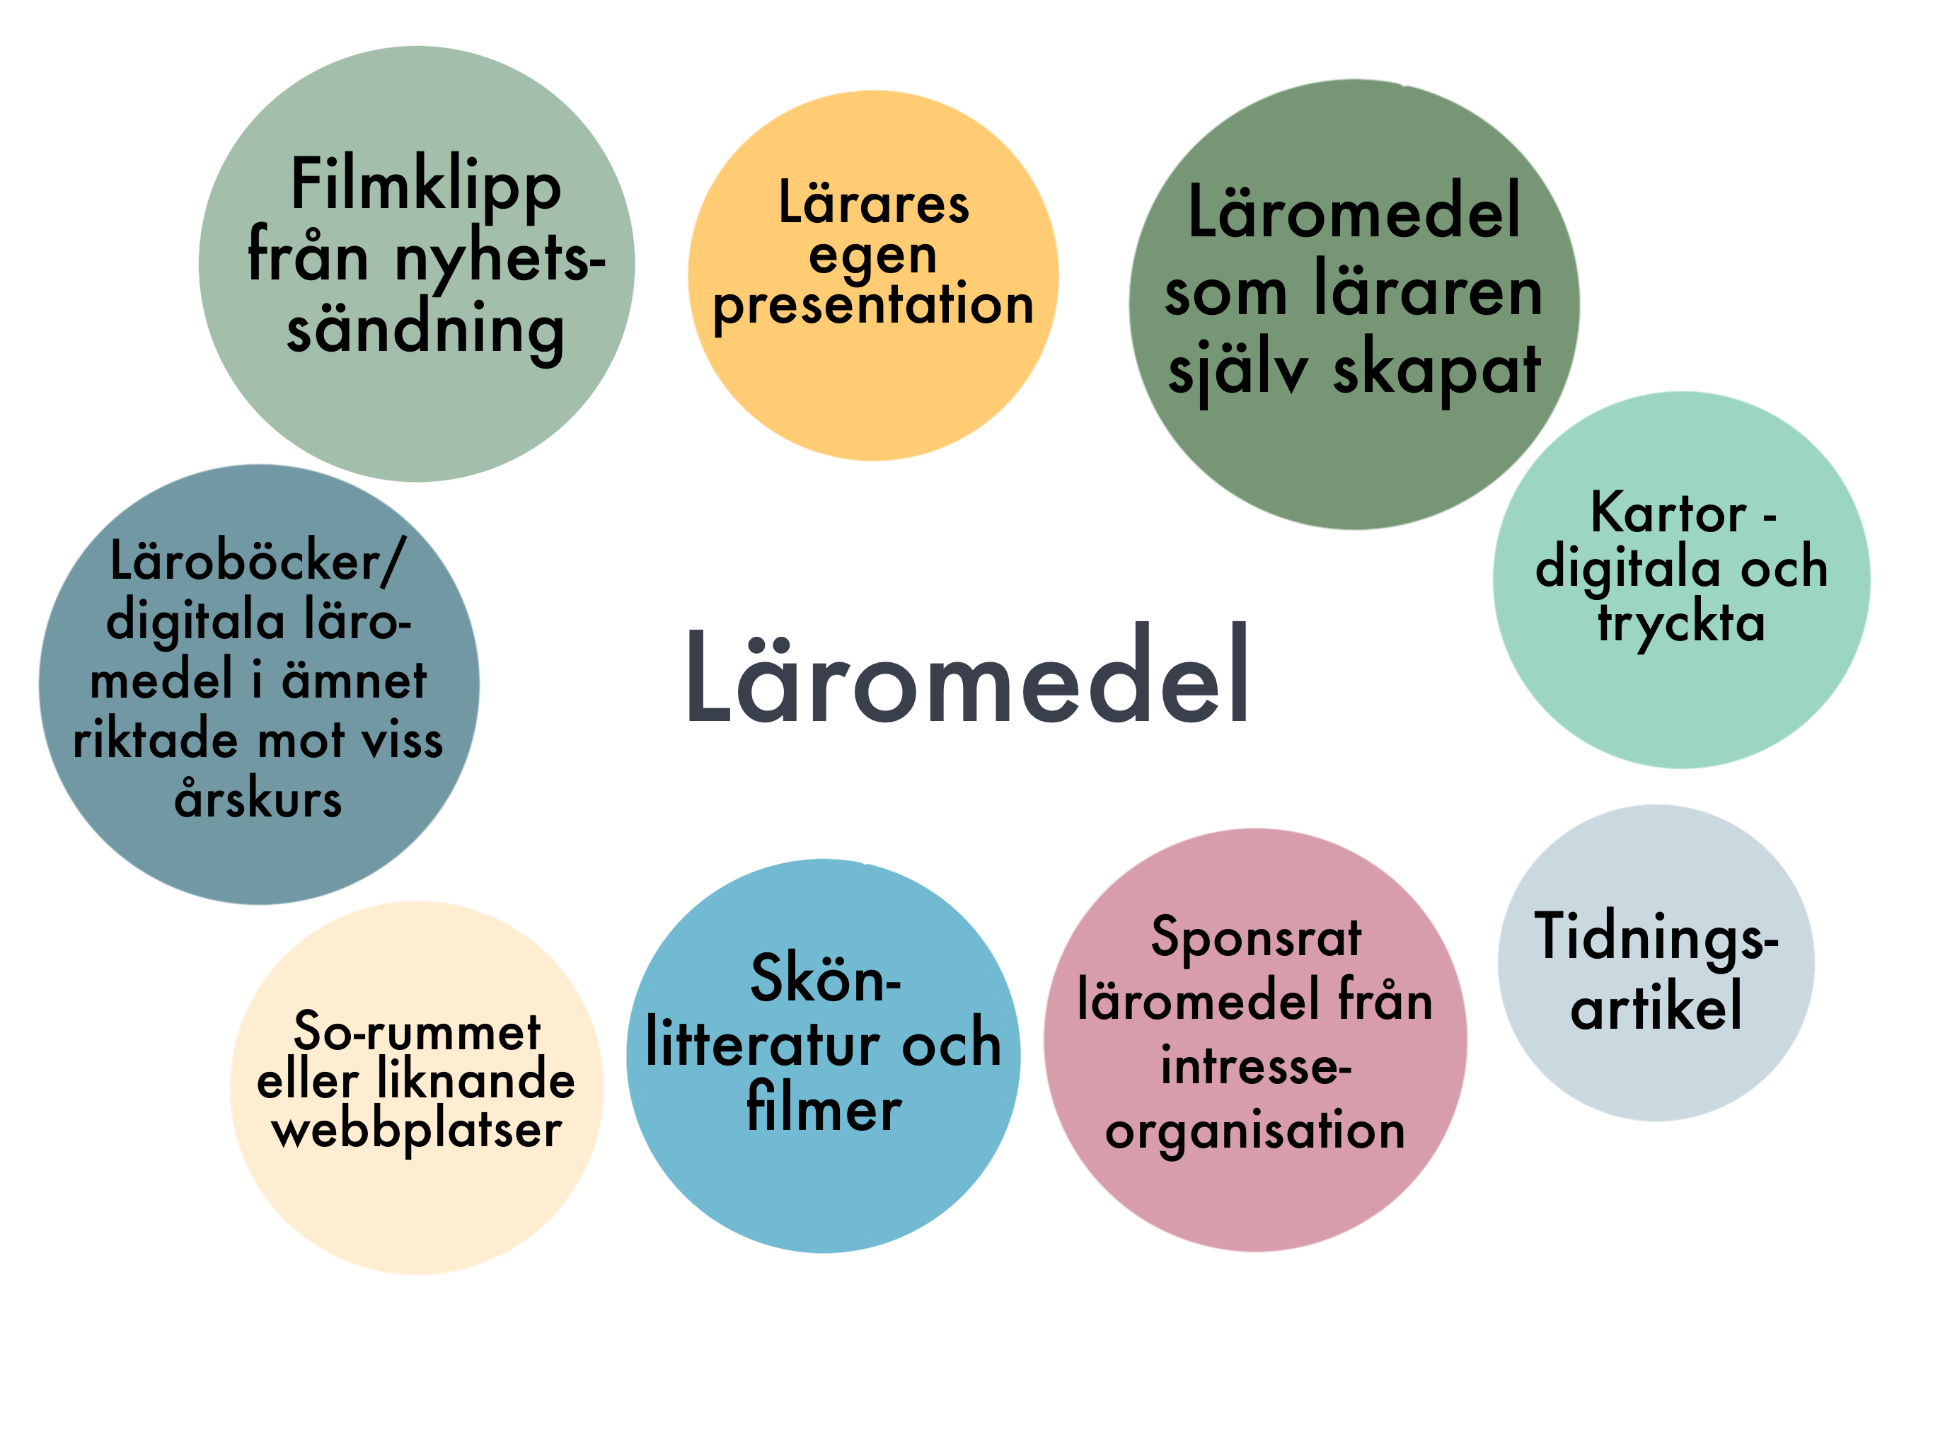 Filmklipp
från nyhets-
sändning
Lärares
egen
presentation
Läromedel
som läraren
själv skapat
Kartor -
digitala och
tryckta
Läroböcker/
digitala läro-
medel i ämnet
riktade mot viss
årskurs
Läromedel
So-rummet
eller liknande
webbplatser
Skön-
litteratur och
filmer
Sponsrat
läromedel från
intresse-
organisation
Tidnings-
artikel